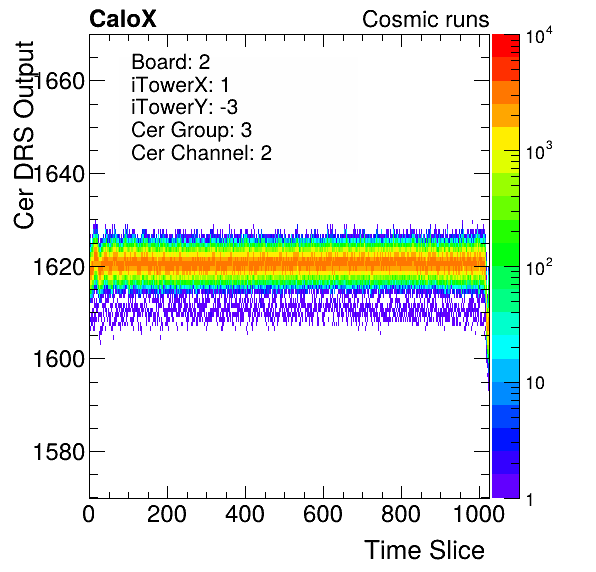 CaloX Cosmic runs
Board: 2
iTowerX: 1
iTowerY: -3
Cer Group: 3
Cer Channel: 2
Cer DRS Output
1660
1640
1620
1600
1580
0 200 400 600 800 1000
Time Slice
10^4
10^3
10^2
10
1